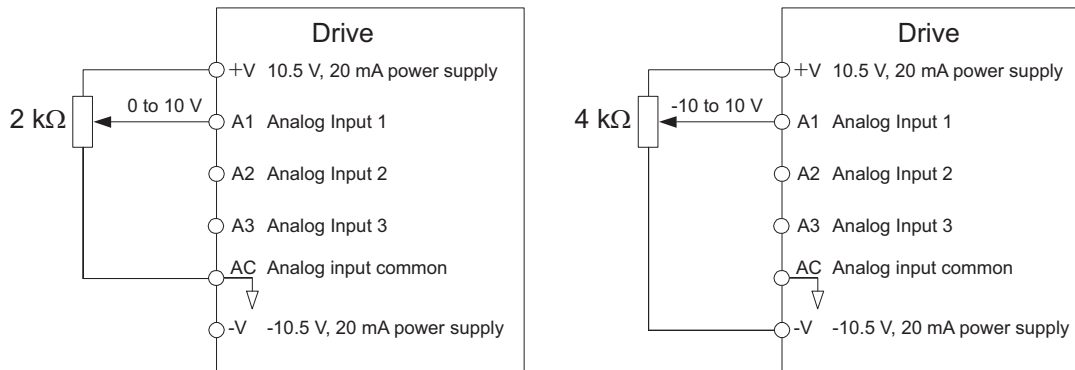 Drive
+V 10.5 V, 20 mA power supply
0 to 10 V
2 kΩ
A1 Analog Input 1
A2 Analog Input 2
A3 Analog Input 3
AC Analog input common
-V -10.5 V, 20 mA power supply
Drive
+V 10.5 V, 20 mA power supply
-10 to 10 V
4 kΩ
A1 Analog Input 1
A2 Analog Input 2
A3 Analog Input 3
AC Analog input common
-V -10.5 V, 20 mA power supply